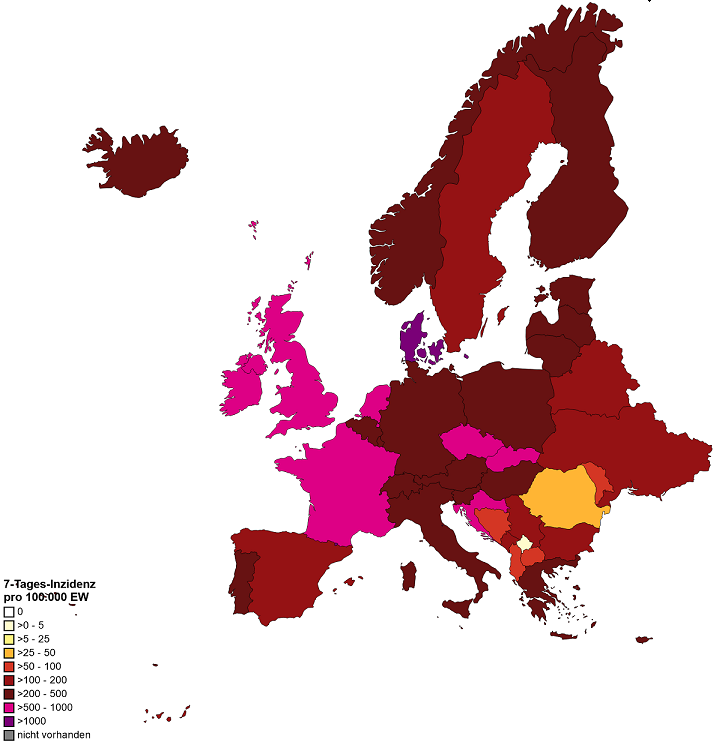 7-Tages-Inzidenz
pro 100.000 EW
0
>0 - 5
>5 - 25
>25 - 50
>50 - 100
>100 - 200
>200 - 500
>500 - 1000
>1000
nicht vorhanden